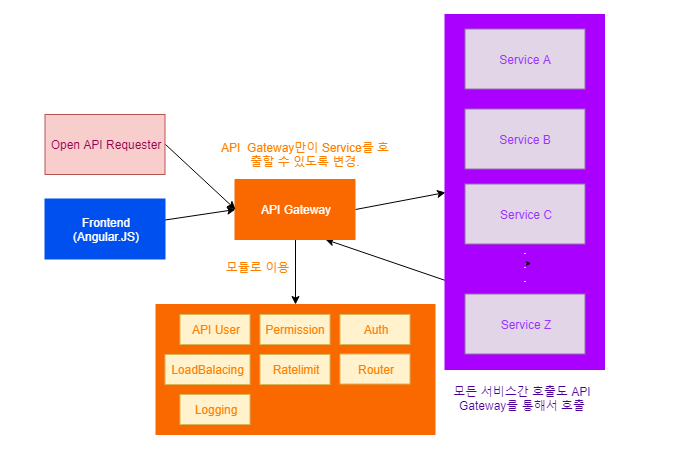 Service A
Service B
Service C
Service Z
Open API Requester
Frontend
(Angular.JS)
API Gateway만이 Service를 호
출할 수 있도록 변경.
API Gateway
모듈로 이용
API User
Permission
Auth
LoadBalacing
Ratelimit
Router
Logging
모든 서비스간 호출도 API
Gateway를 통해서 호출